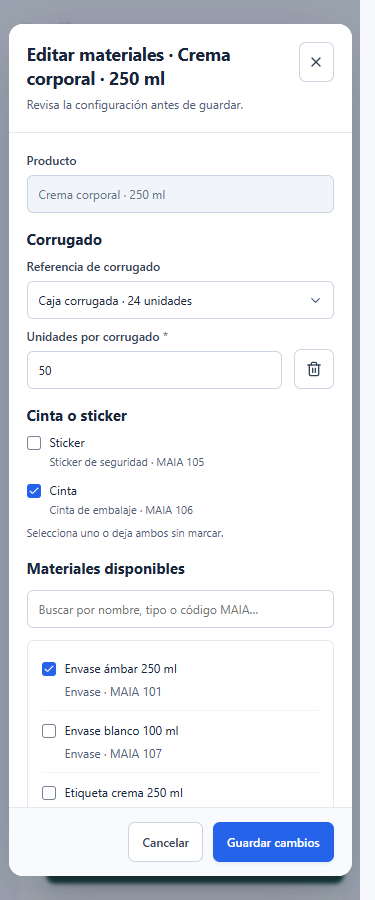 Editar materiales · Crema
corporal · 250 ml
Revisa la configuración antes de guardar.
Producto
Crema corporal · 250 ml
Corrugado
Referencia de corrugado
Caja corrugada · 24 unidades
Unidades por corrugado *
50
Cinta o sticker
Sticker
Sticker de seguridad · MAIA 105
Cinta
Cinta de embalaje · MAIA 106
Selecciona uno o deja ambos sin marcar.
Materiales disponibles
Buscar por nombre, tipo o código MAIA...
Envase ámbar 250 ml
Envase · MAIA 101
Envase blanco 100 ml
Envase · MAIA 107
Etiqueta crema 250 ml
Cancelar
Guardar cambios